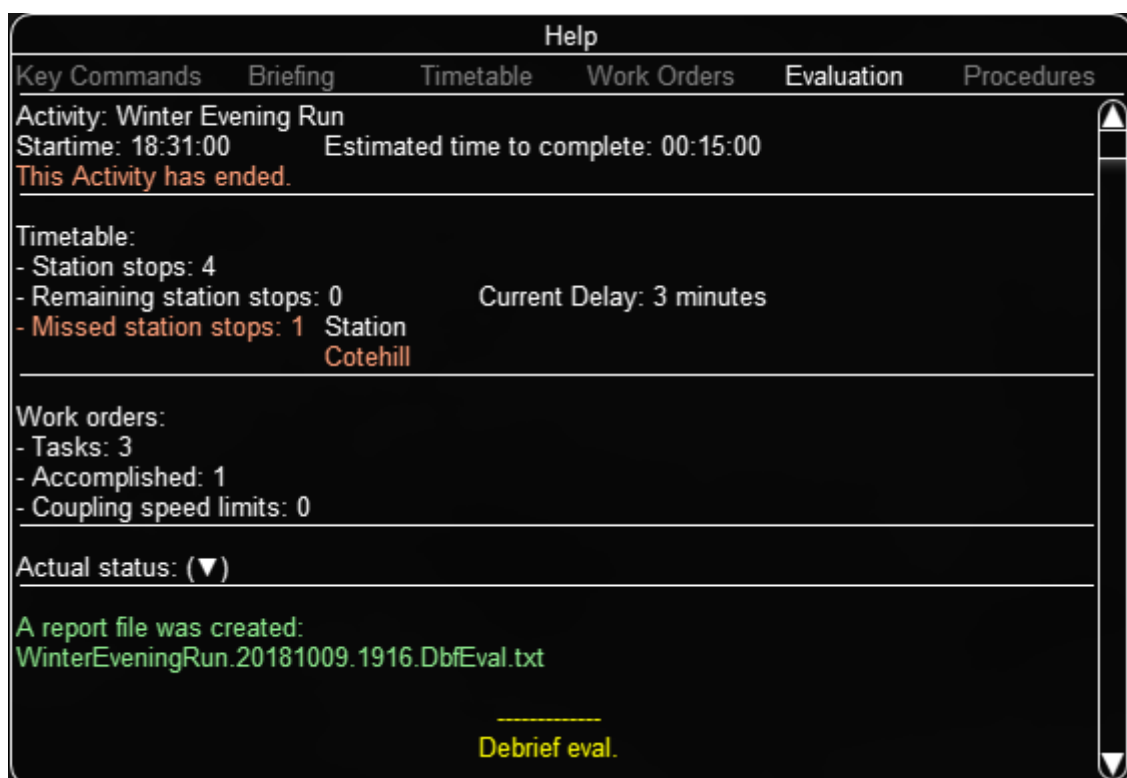 Help
Key Commands Briefing Timetable Work Orders Evaluation Procedures
Activity: Winter Evening Run
Startime: 18:31:00 Estimated time to complete: 00:15:00
This Activity has ended.
Timetable:
- Station stops: 4
- Remaining station stops: 0 Current Delay: 3 minutes
- Missed station stops: 1 Station
Cotehill
Work orders:
- Tasks: 3
- Accomplished: 1
- Coupling speed limits: 0
Actual status: (▼)
A report file was created:
WinterEveningRun.20181009.1916.DbfEval.txt
-------------
Debrief eval.